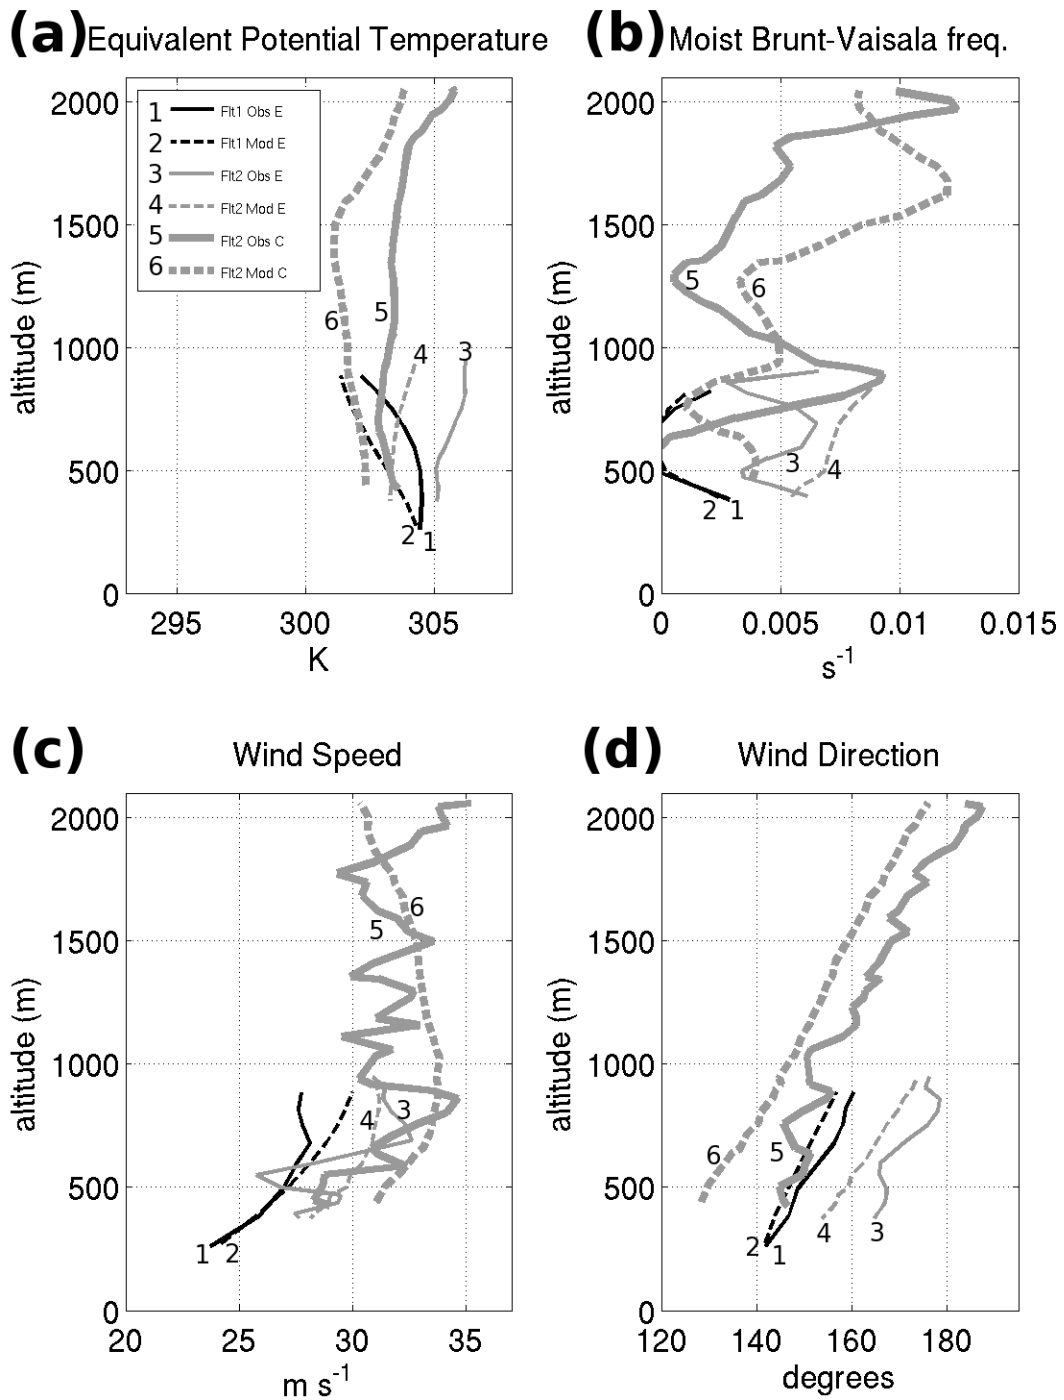 (a) Equivalent Potential Temperature
2000
1500
1000
500
0
altitude (m)
1 Flt1 Obs E
2 Flt1 Mod E
3 Flt2 Obs E
4 Flt2 Mod E
5 Flt2 Obs C
6 Flt2 Mod C
6 5 4 3
2 1
295 300 305
K
(b) Moist Brunt-Vaisala freq.
2000
1500
1000
500
0
altitude (m)
5 6
3 4
2 1
0 0.005 0.01 0.015
s-1
(c) Wind Speed
2000
1500
1000
500
0
altitude (m)
6
5
4 3
1 2
20 25 30 35
m s-1
(d) Wind Direction
2000
1500
1000
500
0
altitude (m)
6 5
2 1 4 3
120 140 160 180
degrees